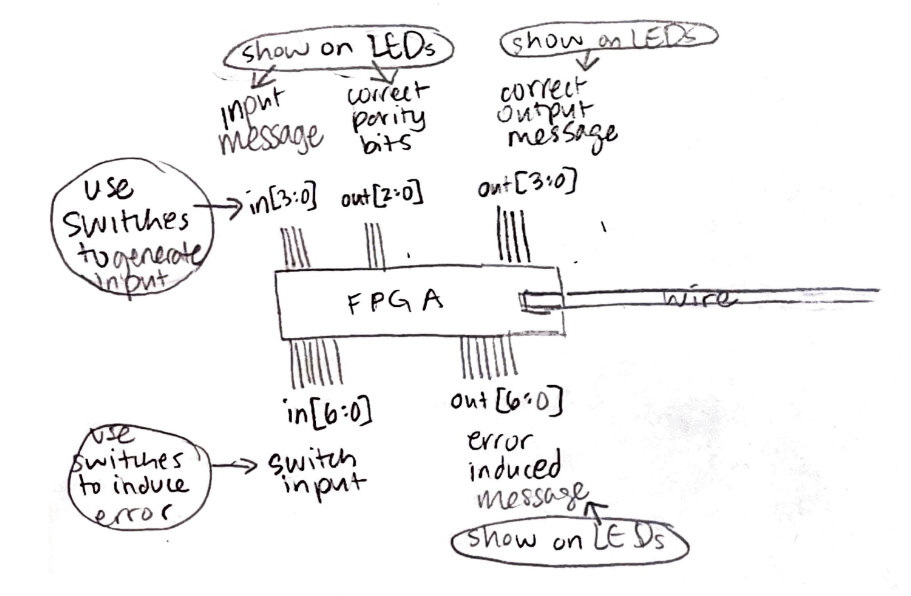 show on LEDs
show on LEDs
input
message
correct
parity
bits
correct
output
message
use
switches
to generate
input
in[3:0]
out[2:0]
out[3:0]
FPGA
wire
in[6:0]
out[6:0]
use
switches
to induce
error
switch
input
error
induced
message
show on LEDs